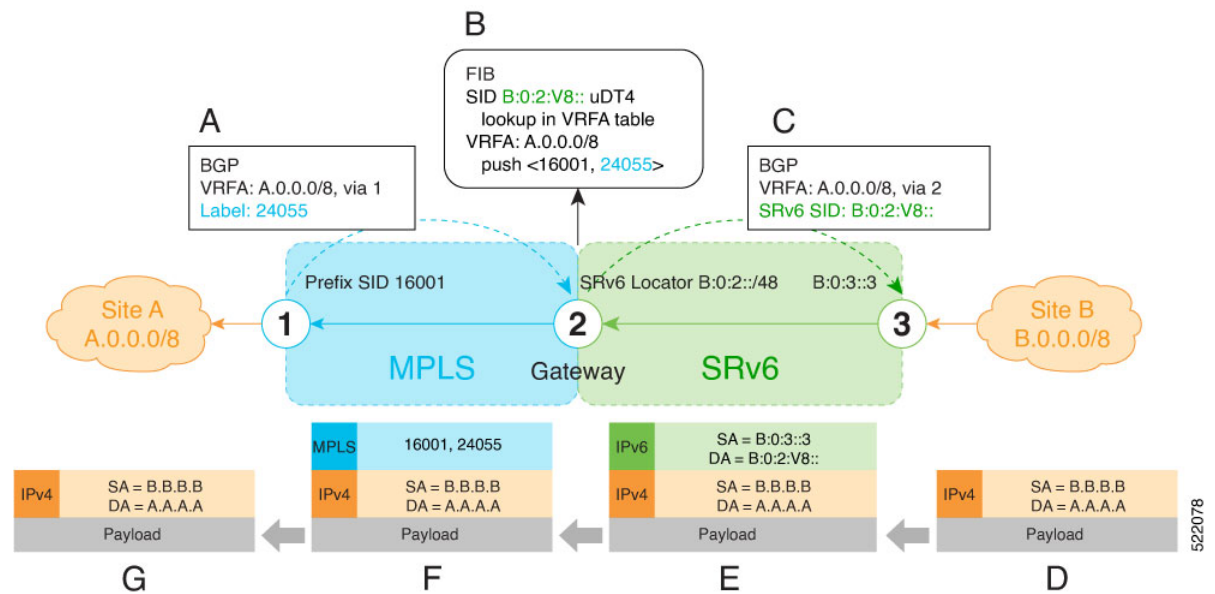 B
FIB
SID B:0:2:V8:: uDT4
lookup in VRFA table
VRFA: A.0.0.0/8
push <16001, 24055>
A
BGP
VRFA: A.0.0.0/8, via 1
Label: 24055
C
BGP
VRFA: A.0.0.0/8, via 2
SRv6 SID: B:0:2:V8::
Prefix SID 16001
SRv6 Locator B:0:2::/48
B:0:3::3
Site A
A.0.0.0/8
1
2
3
Site B
B.0.0.0/8
MPLS
Gateway
SRv6
IPv4
SA = B.B.B.B
DA = A.A.A.A
Payload
G
MPLS
16001, 24055
IPv4
SA = B.B.B.B
DA = A.A.A.A
Payload
F
IPv6
SA = B:0:3::3
DA = B:0:2:V8::
IPv4
SA = B.B.B.B
DA = A.A.A.A
Payload
E
IPv4
SA = B.B.B.B
DA = A.A.A.A
Payload
D
522078